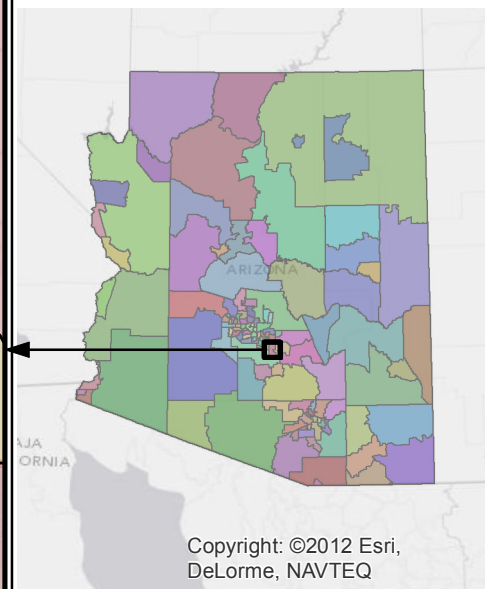 ARIZONA
AJA
ORNIA
Copyright: ©2012 Esri,
DeLorme, NAVTEQ